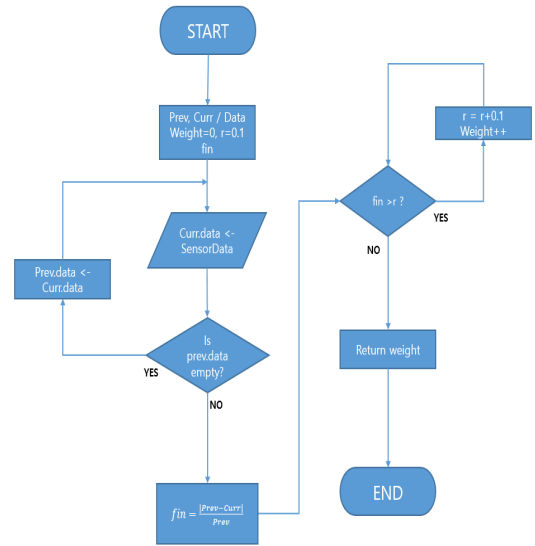 START
Prev, Curr / Data
Weight=0, r=0.1
fin
Curr.data <-
SensorData
Prev.data <-
Curr.data
Is
prev.data
empty?
YES
NO
fin = |Prev−Curr| / Prev
r = r+0.1
Weight++
fin >r ?
YES
NO
Return weight
END